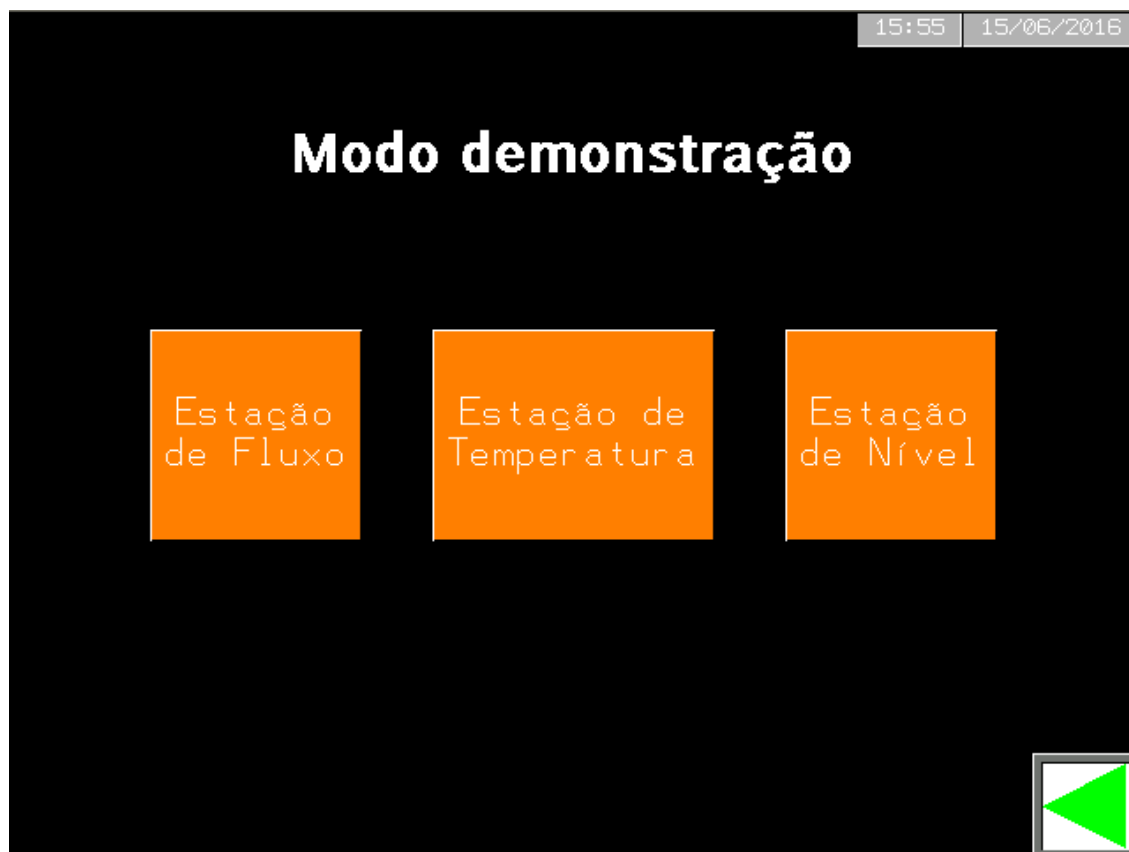 15:55 15/06/2016
Modo demonstração
Estação
de Fluxo
Estação de
Temperatura
Estação
de Nível